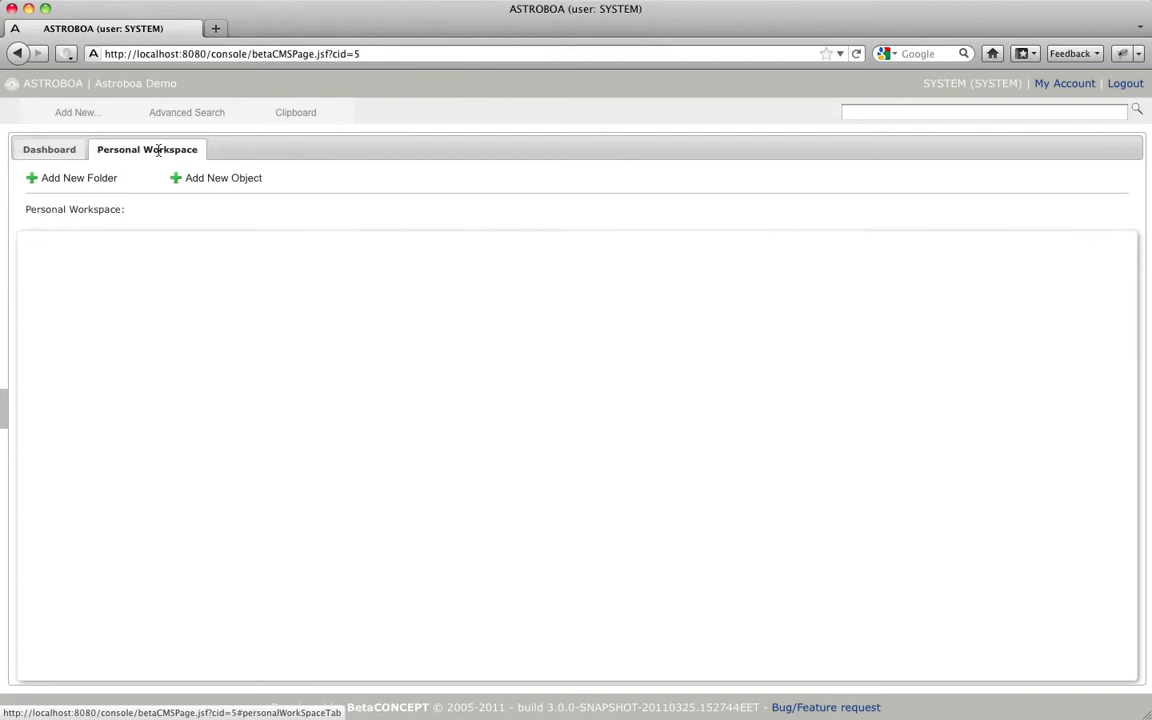 ASTROBOA (user: SYSTEM)
A ASTROBOA (user: SYSTEM)
A http://localhost:8080/console/betaCMSPage.jsf?cid=5
Google
Feedback
ASTROBOA | Astroboa Demo
SYSTEM (SYSTEM) | My Account | Logout
Add New... Advanced Search Clipboard
Dashboard Personal Workspace
Add New Folder Add New Object
Personal Workspace:
http://localhost:8080/console/betaCMSPage.jsf?cid=5#personalWorkSpaceTab
BetaCONCEPT © 2005-2011 - build 3.0.0-SNAPSHOT-20110325.152744EET - Bug/Feature request